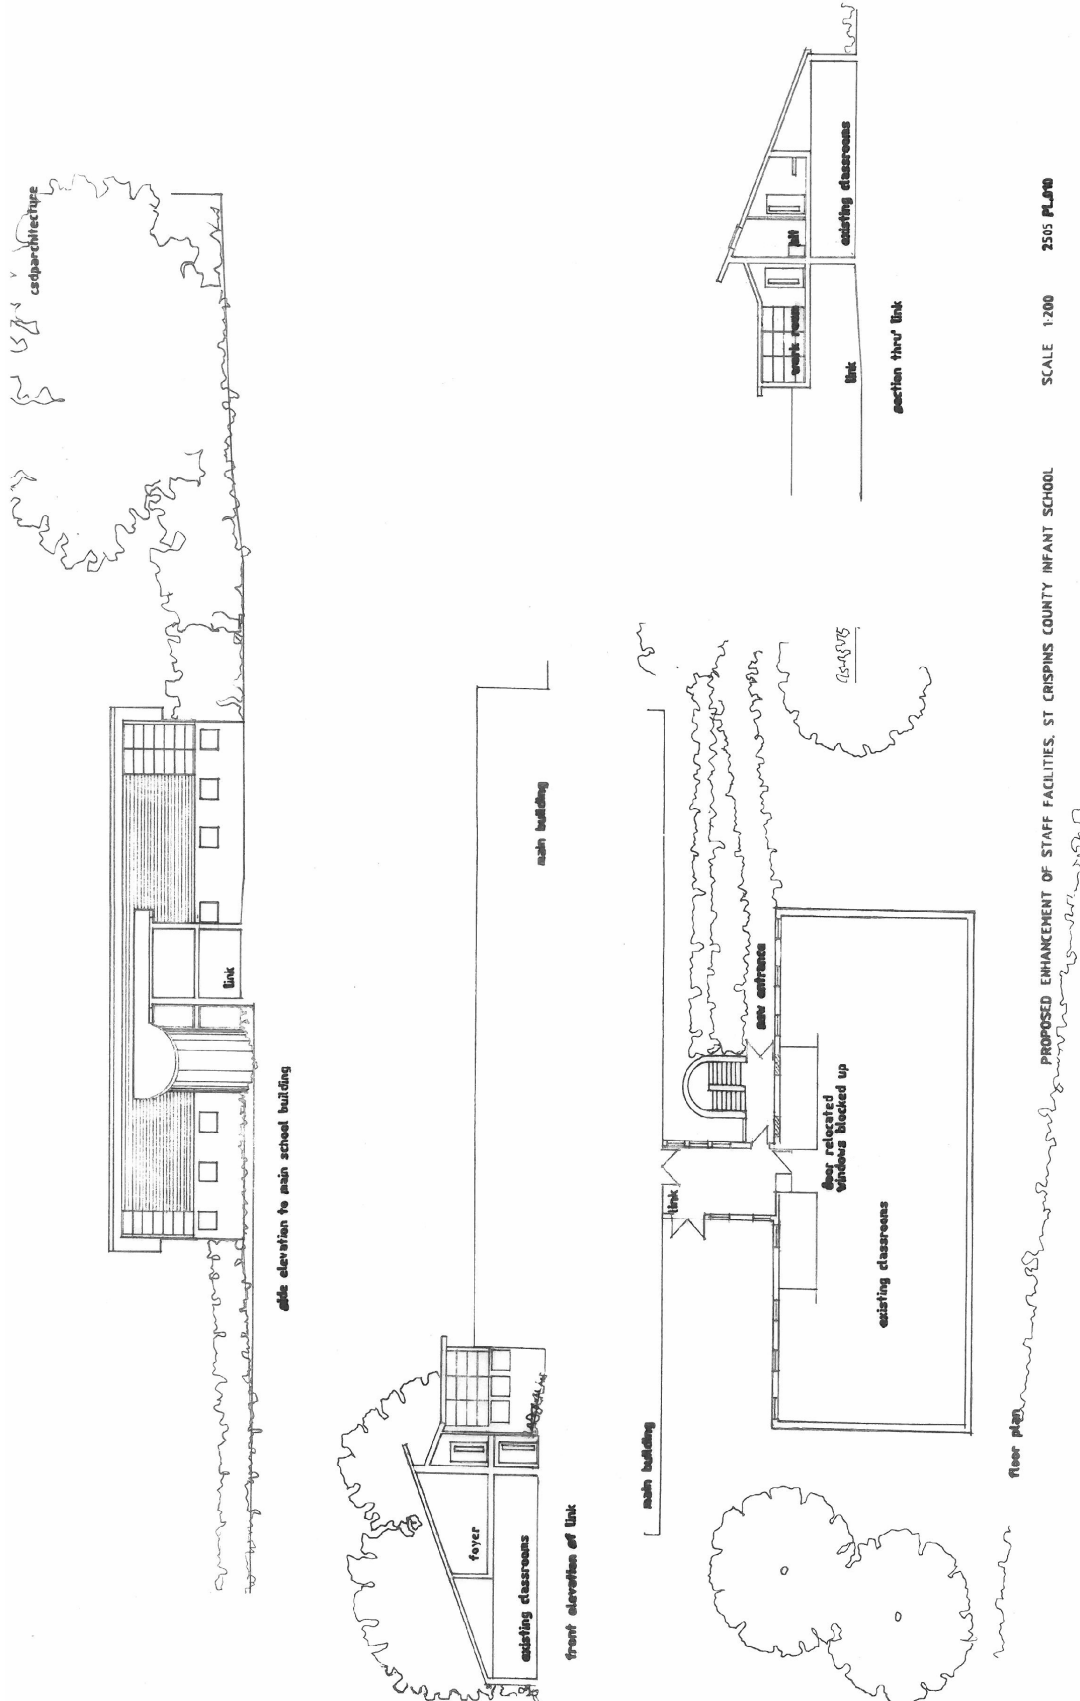 csdparchitecture
link
side elevation to main school building
foyer
existing classrooms
main building
front elevation of link
work room
pit
existing classrooms
link
section thru' link
main building
link
new entrance
door relocated
windows blocked up
existing classrooms
floor plan
PROPOSED ENHANCEMENT OF STAFF FACILITIES, ST CRISPINS COUNTY INFANT SCHOOL
SCALE 1:200
2505 PL.010